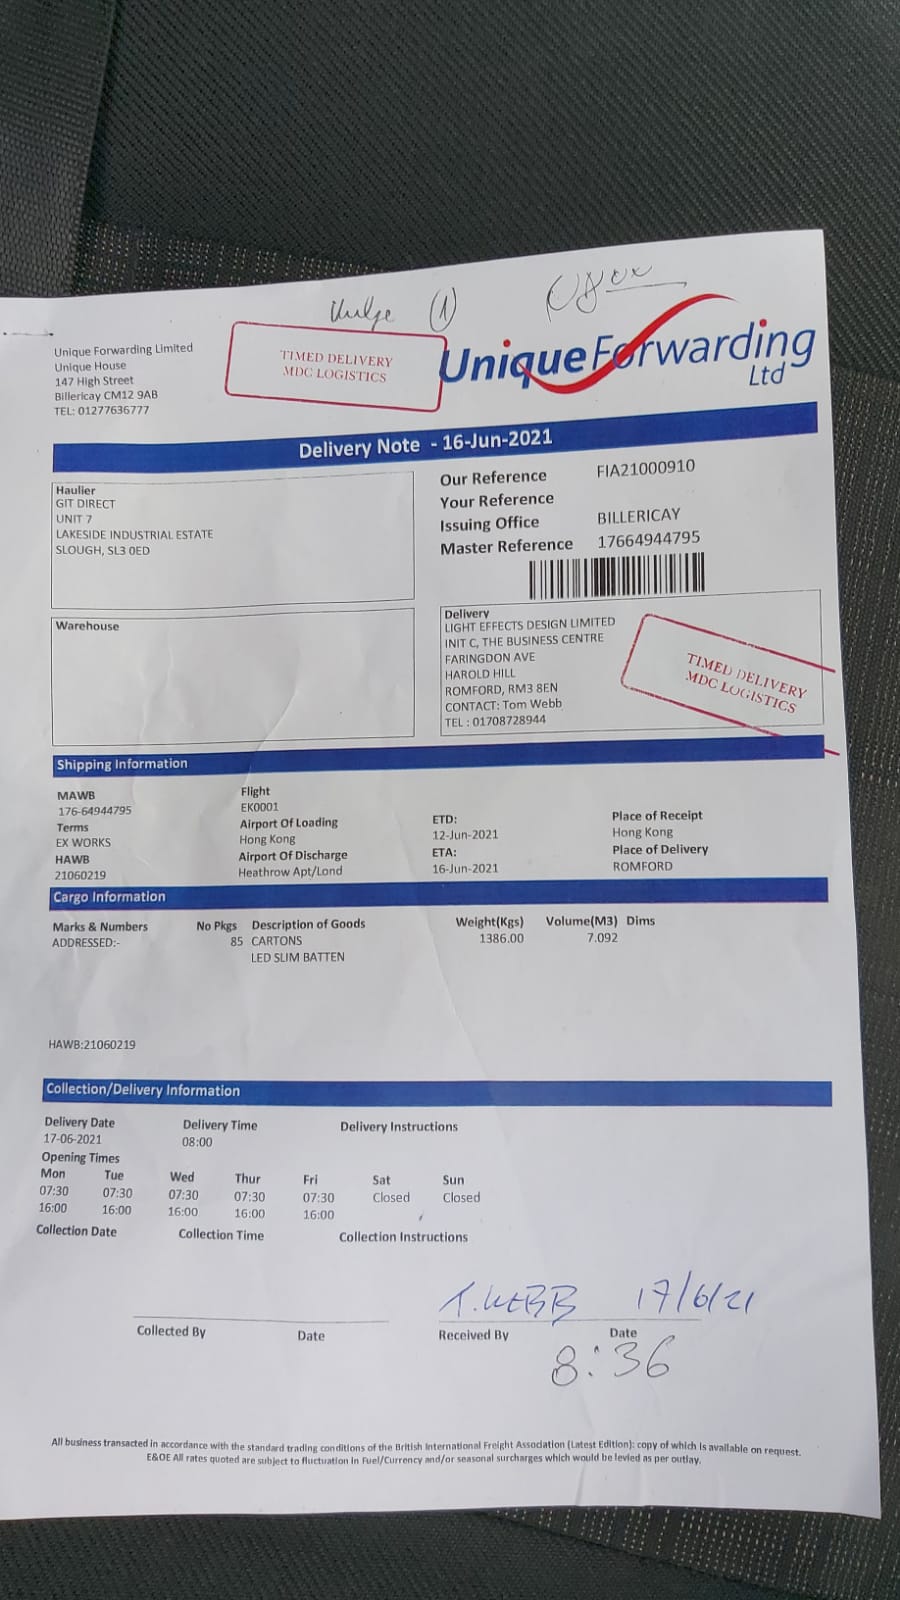 (1)
Unique Forwarding Limited
Unique House
147 High Street
Billericay CM12 9AB
TEL: 01277636777
TIMED DELIVERY
MDC LOGISTICS
UniqueForwarding
Ltd
Delivery Note - 16-Jun-2021
Haulier
GIT DIRECT
UNIT 7
LAKESIDE INDUSTRIAL ESTATE
SLOUGH, SL3 0ED
Our Reference FIA21000910
Your Reference
Issuing Office BILLERICAY
Master Reference 17664944795
Warehouse
Delivery
LIGHT EFFECTS DESIGN LIMITED
INIT C, THE BUSINESS CENTRE
FARINGDON AVE
HAROLD HILL
ROMFORD, RM3 8EN
CONTACT: Tom Webb
TEL : 01708728944
TIMED DELIVERY
MDC LOGISTICS
Shipping Information
MAWB
176-64944795
Terms
EX WORKS
HAWB
21060219
Flight
EK0001
Airport Of Loading
Hong Kong
Airport Of Discharge
Heathrow Apt/Lond
ETD:
12-Jun-2021
ETA:
16-Jun-2021
Place of Receipt
Hong Kong
Place of Delivery
ROMFORD
Cargo Information
Marks & Numbers No Pkgs Description of Goods Weight(Kgs) Volume(M3) Dims
ADDRESSED:- 85 CARTONS 1386.00 7.092
LED SLIM BATTEN
HAWB:21060219
Collection/Delivery Information
Delivery Date Delivery Time Delivery Instructions
17-06-2021 08:00
Opening Times
Mon Tue Wed Thur Fri Sat Sun
07:30 07:30 07:30 07:30 07:30 Closed Closed
16:00 16:00 16:00 16:00 16:00
Collection Date Collection Time Collection Instructions
T. WEBB 17/6/21
Collected By Date Received By Date
8:36
All business transacted in accordance with the standard trading conditions of the British International Freight Association (Latest Edition): copy of which is available on request.
E&OE All rates quoted are subject to fluctuation in Fuel/Currency and/or seasonal surcharges which would be levied as per outlay.